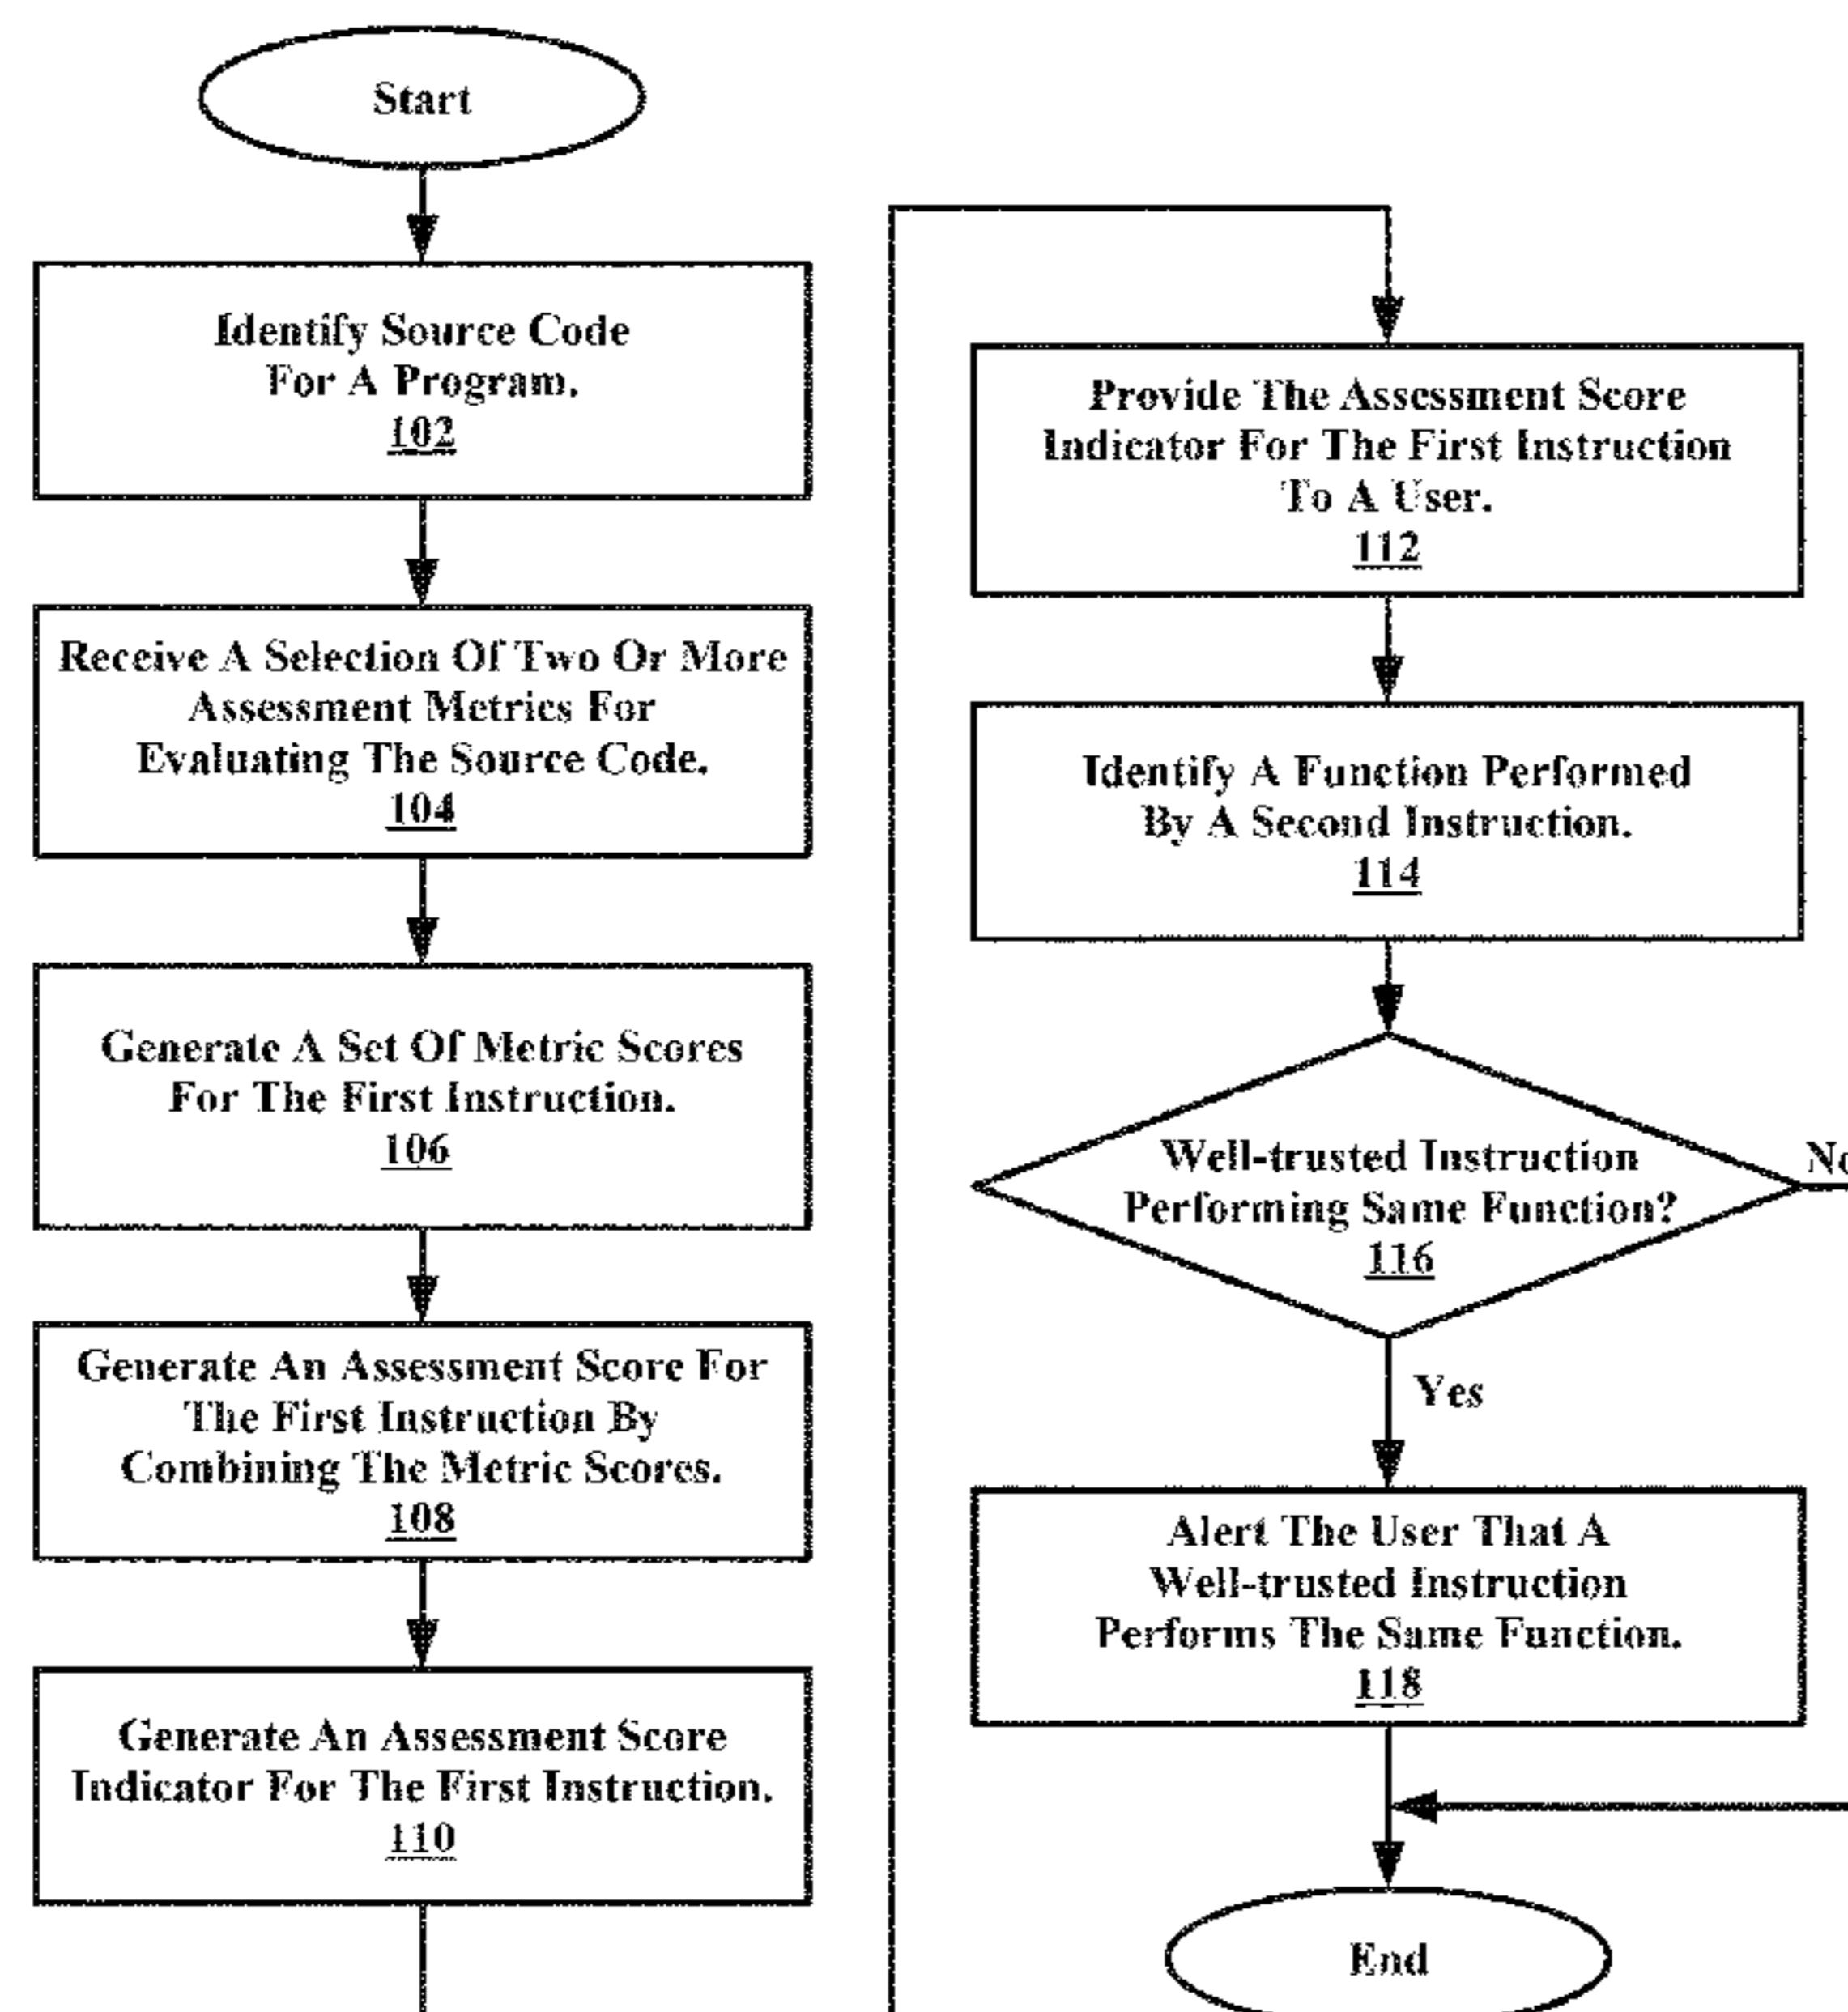 Start
Identify Source Code
For A Program.
102
Receive A Selection Of Two Or More
Assessment Metrics For
Evaluating The Source Code.
104
Generate A Set Of Metric Scores
For The First Instruction.
106
Generate An Assessment Score For
The First Instruction By
Combining The Metric Scores.
108
Generate An Assessment Score
Indicator For The First Instruction.
110
Provide The Assessment Score
Indicator For The First Instruction
To A User.
112
Identify A Function Performed
By A Second Instruction.
114
Well-trusted Instruction
Performing Same Function?
116
No
Yes
Alert The User That A
Well-trusted Instruction
Performs The Same Function.
118
End